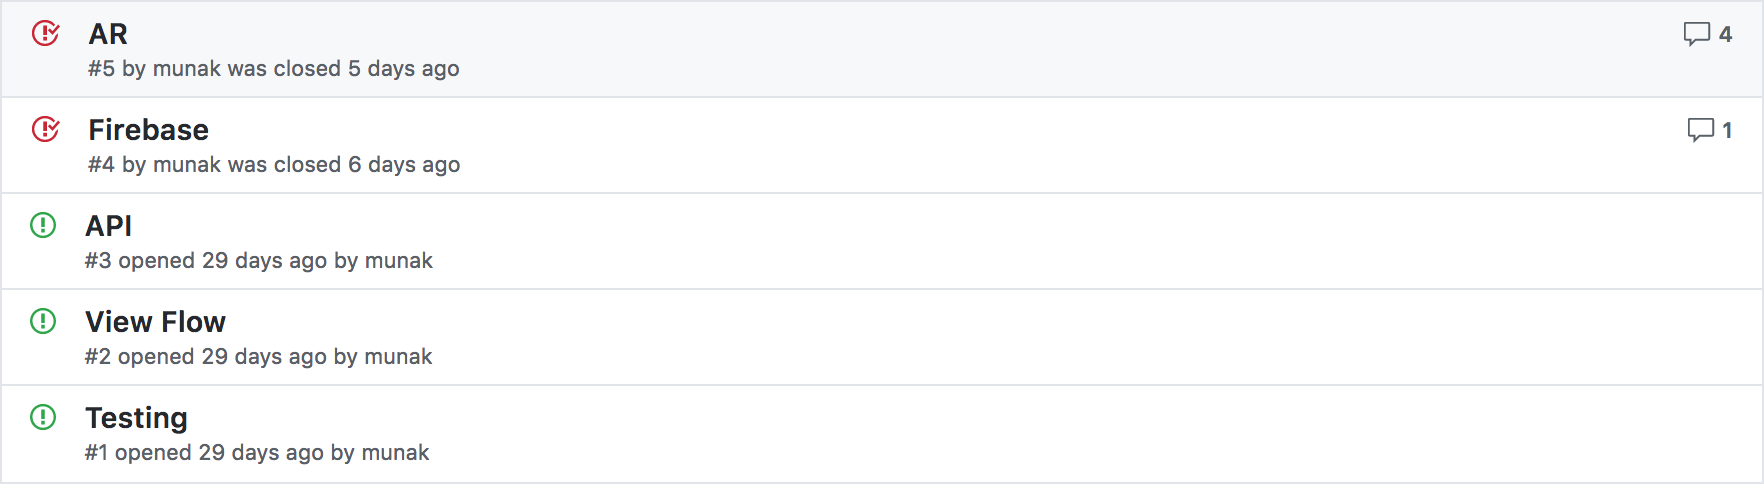 AR
4
#5 by munak was closed 5 days ago
Firebase
1
#4 by munak was closed 6 days ago
API
#3 opened 29 days ago by munak
View Flow
#2 opened 29 days ago by munak
Testing
#1 opened 29 days ago by munak